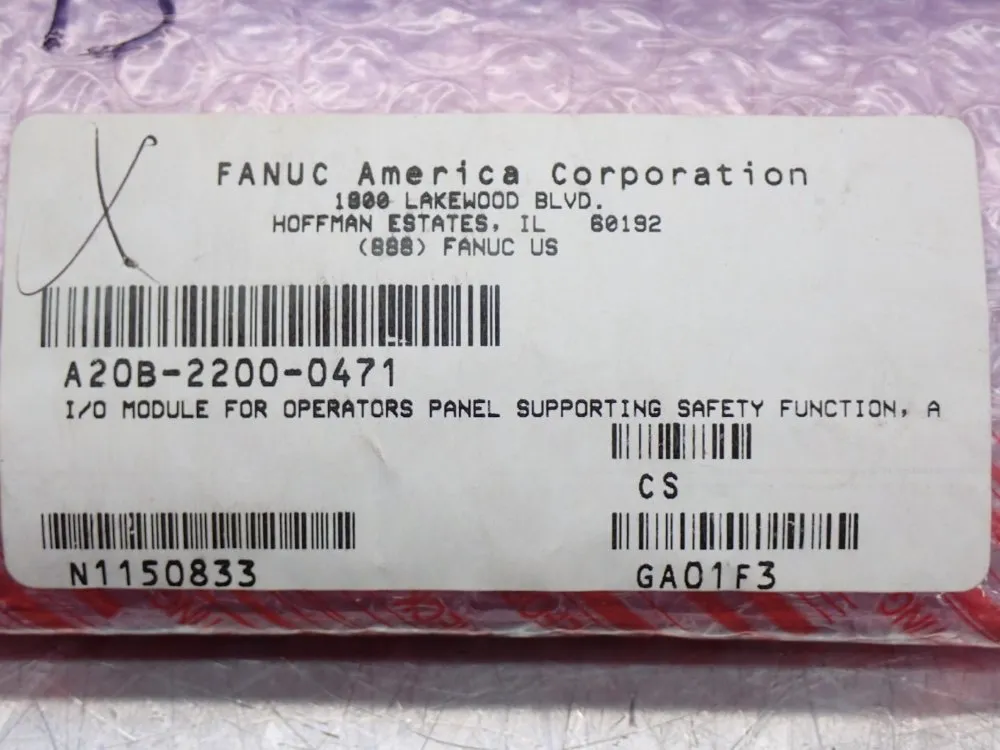 X
FANUC America Corporation
1800 LAKEWOOD BLVD.
HOFFMAN ESTATES, IL 60192
(888) FANUC US
A20B-2200-0471
I/O MODULE FOR OPERATORS PANEL SUPPORTING SAFETY FUNCTION, A
CS
N1150833
GA01F3